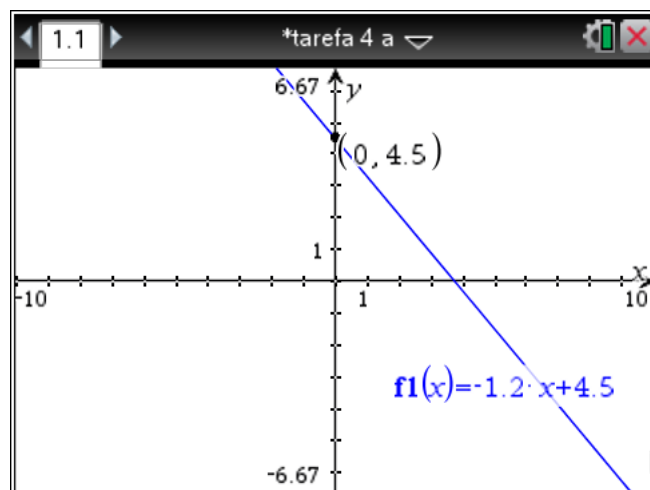 1.1 *tarefa 4 a
6.67 y
(0,4.5)
1 x
-10 1 10
f1(x)=-1.2·x+4.5
-6.67